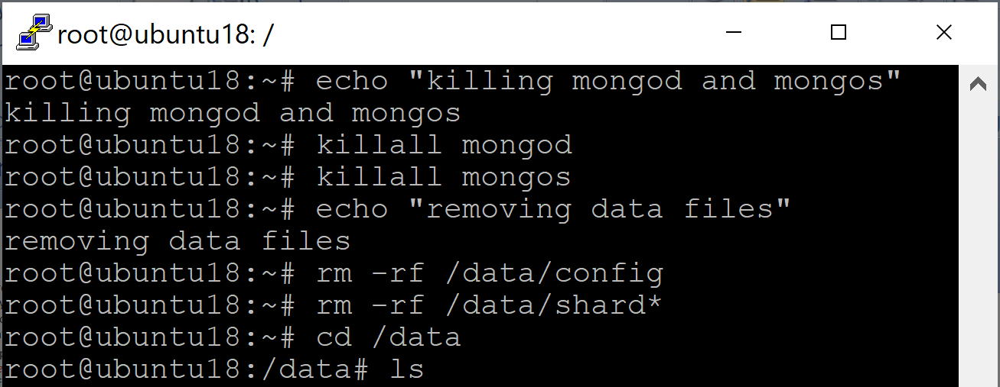 root@ubuntu18: /
root@ubuntu18:~# echo "killing mongod and mongos"
killing mongod and mongos
root@ubuntu18:~# killall mongod
root@ubuntu18:~# killall mongos
root@ubuntu18:~# echo "removing data files"
removing data files
root@ubuntu18:~# rm -rf /data/config
root@ubuntu18:~# rm -rf /data/shard*
root@ubuntu18:~# cd /data
root@ubuntu18:/data# ls